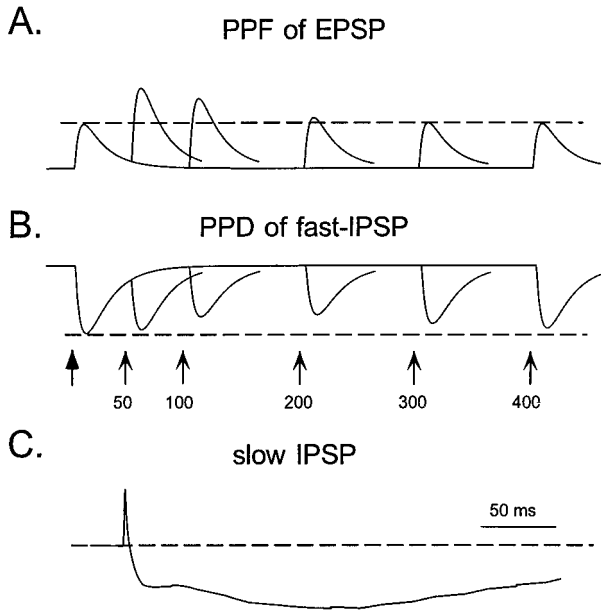 A.
PPF of EPSP
B.
PPD of fast-IPSP
50
100
200
300
400
C.
slow IPSP
50 ms